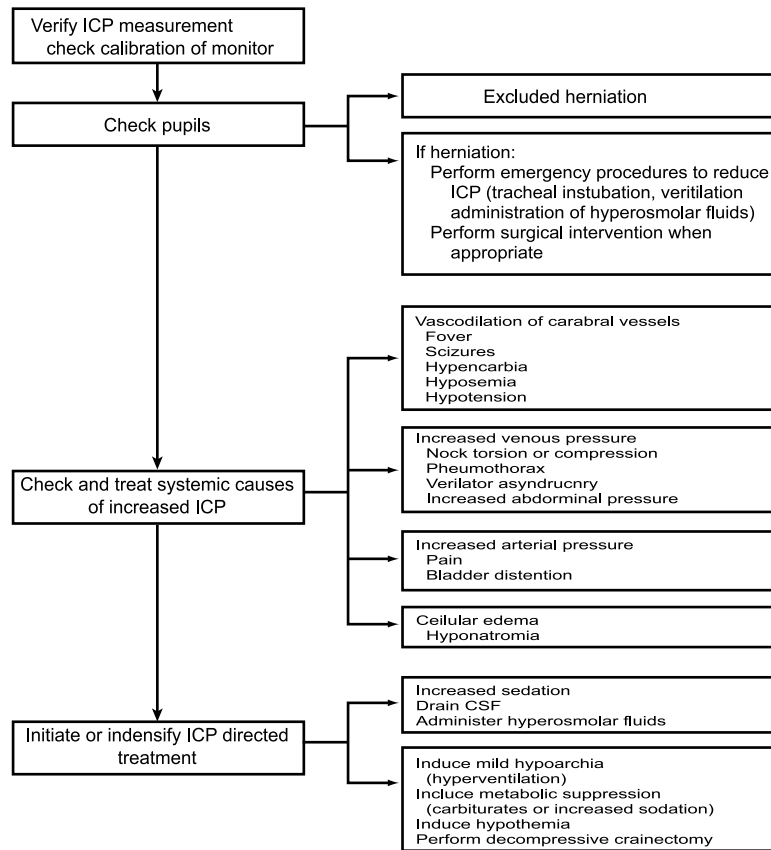 Verify ICP measurement
check calibration of monitor
Check pupils
Excluded herniation
If herniation:
Perform emergency procedures to reduce
ICP (tracheal instubation, veritilation
administration of hyperosmolar fluids)
Perform surgical intervention when
appropriate
Vascodilation of carabral vessels
Fover
Scizures
Hypencarbia
Hyposemia
Hypotension
Check and treat systemic causes
of increased ICP
Increased venous pressure
Nock torsion or compression
Pheumothorax
Verilator asyndrucnry
Increased abdorminal pressure
Increased arterial pressure
Pain
Bladder distention
Ceilular edema
Hyponatromia
Initiate or indensify ICP directed
treatment
Increased sedation
Drain CSF
Administer hyperosmolar fluids
Induce mild hypoarchia
(hyperventilation)
Include metabolic suppression
(carbiturates or increased sodation)
Induce hypothemia
Perform decompressive crainectomy